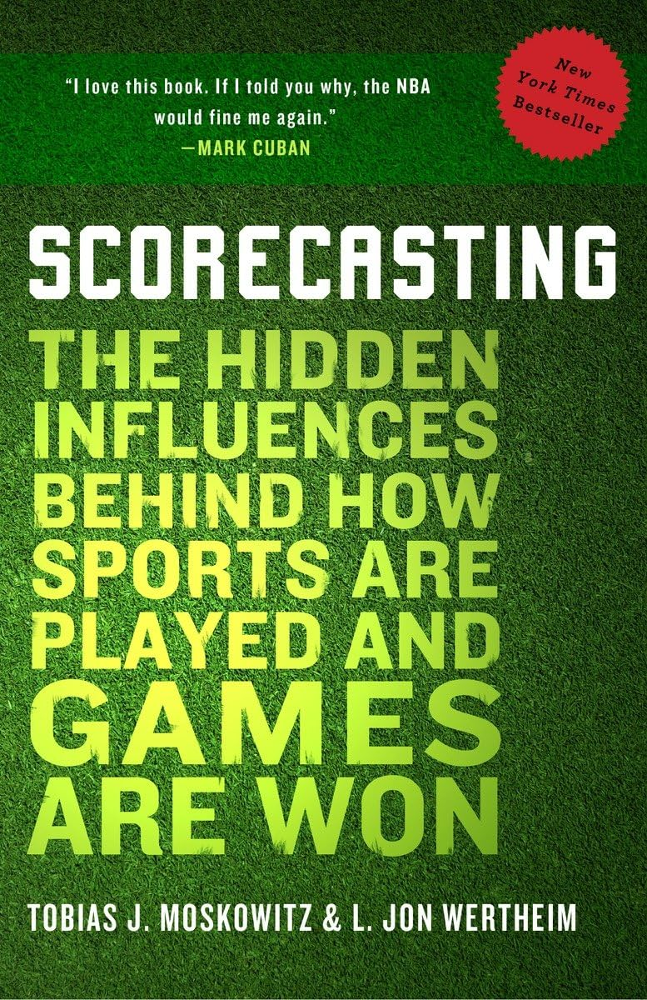 “I love this book. If I told you why, the NBA
would fine me again.”
—MARK CUBAN
New
York Times
Bestseller
SCORECASTING
THE HIDDEN
INFLUENCES
BEHIND HOW
SPORTS ARE
PLAYED AND
GAMES
ARE WON
TOBIAS J. MOSKOWITZ & L. JON WERTHEIM